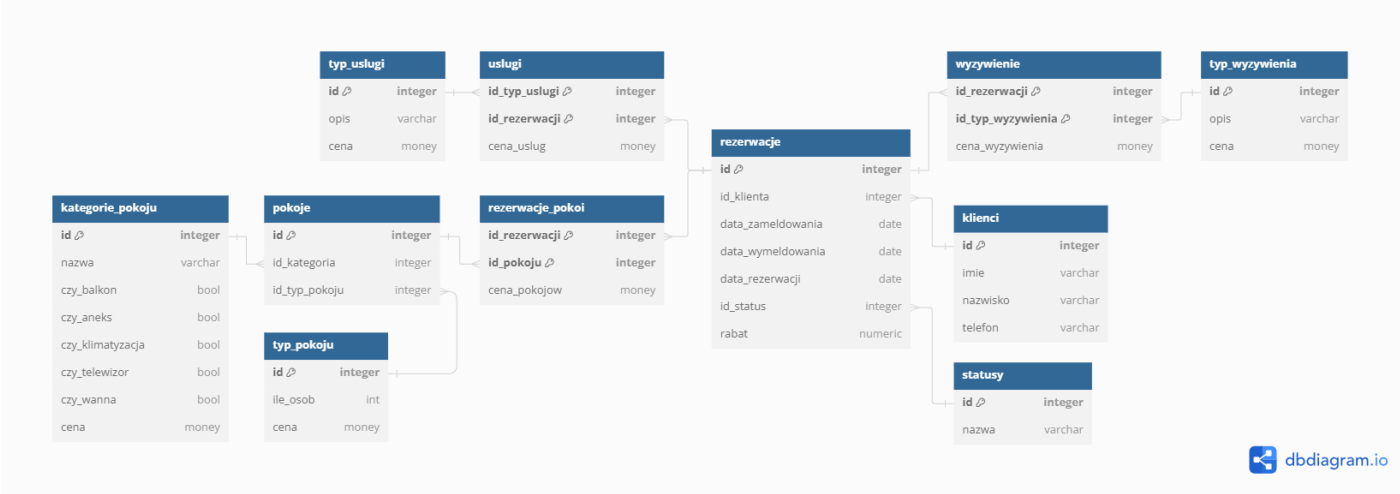 typ_uslugi
id integer
opis varchar
cena money
uslugi
id_typ_uslugi integer
id_rezerwacji integer
cena_uslug money
wyzywienie
id_rezerwacji integer
id_typ_wyzywienia integer
cena_wyzywienia money
typ_wyzywienia
id integer
opis varchar
cena money
rezerwacje
id integer
id_klienta integer
data_zameldowania date
data_wymeldowania date
data_rezerwacji date
id_status integer
rabat numeric
kategorie_pokoju
id integer
nazwa varchar
czy_balkon bool
czy_aneks bool
czy_klimatyzacja bool
czy_telewizor bool
czy_wanna bool
cena money
pokoje
id integer
id_kategoria integer
id_typ_pokoju integer
rezerwacje_pokoi
id_rezerwacji integer
id_pokoju integer
cena_pokojow money
klienci
id integer
imie varchar
nazwisko varchar
telefon varchar
typ_pokoju
id integer
ile_osob int
cena money
statusy
id integer
nazwa varchar
dbdiagram.io